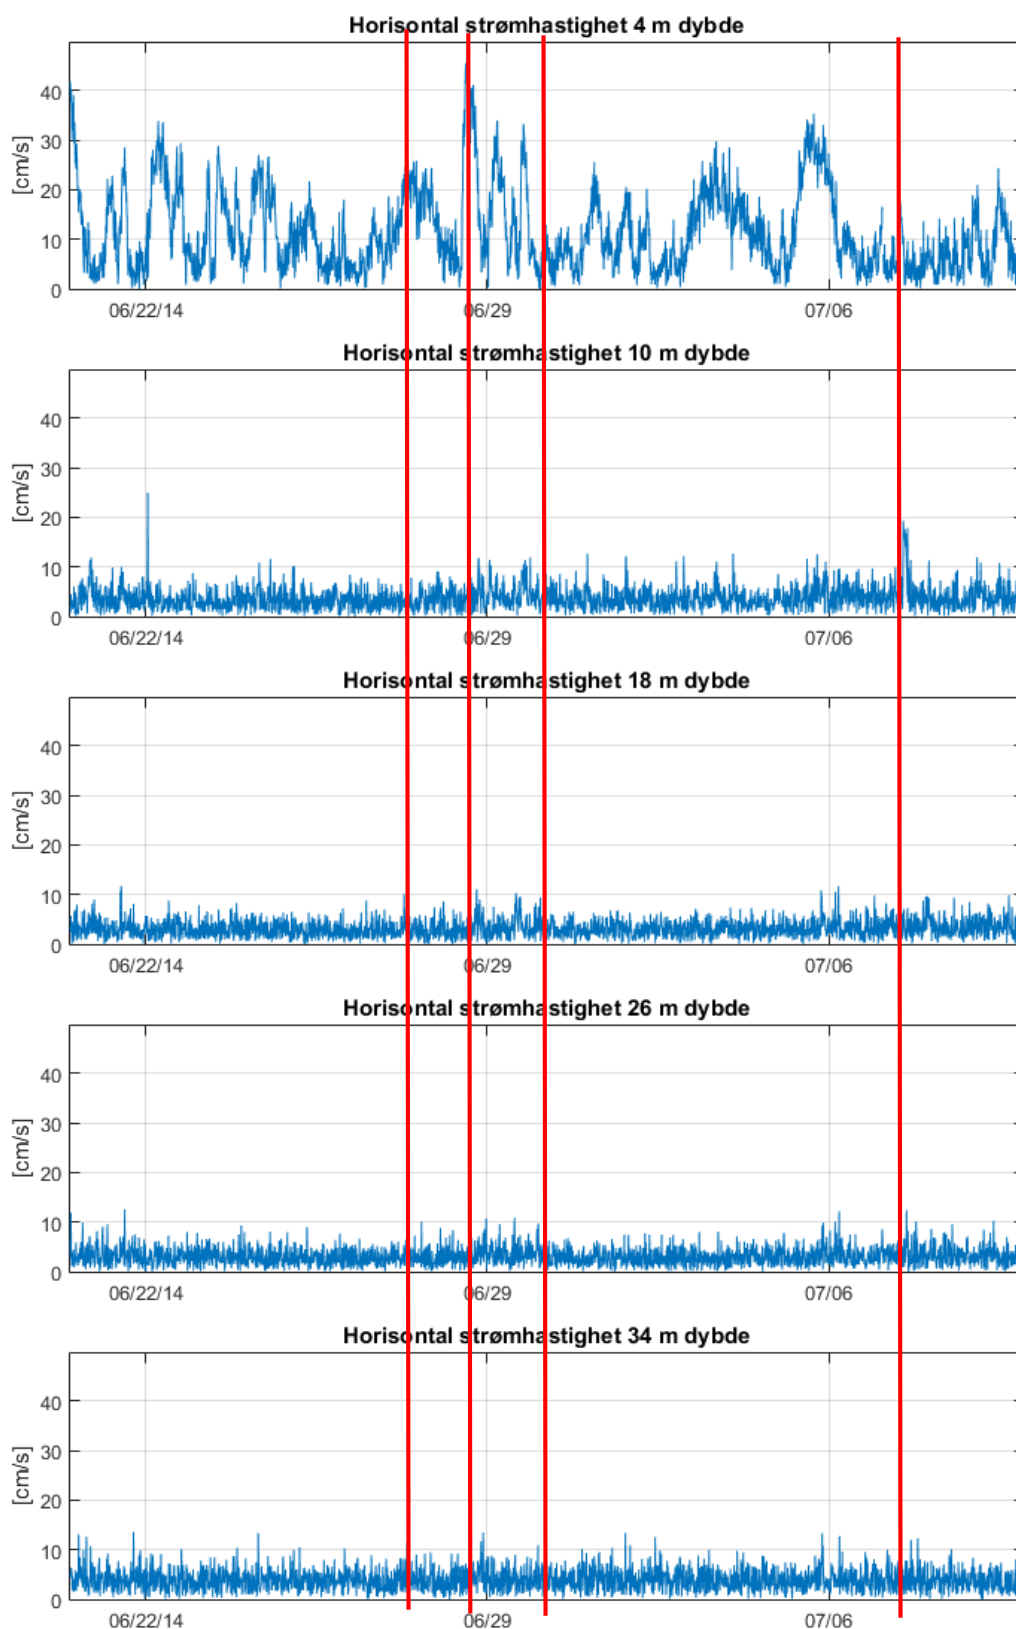 Horisontal strømhastighet 4 m dybde
[cm/s]
40
30
20
10
0
06/22/14 06/29 07/06
Horisontal strømhastighet 10 m dybde
[cm/s]
40
30
20
10
0
06/22/14 06/29 07/06
Horisontal strømhastighet 18 m dybde
[cm/s]
40
30
20
10
0
06/22/14 06/29 07/06
Horisontal strømhastighet 26 m dybde
[cm/s]
40
30
20
10
0
06/22/14 06/29 07/06
Horisontal strømhastighet 34 m dybde
[cm/s]
40
30
20
10
0
06/22/14 06/29 07/06